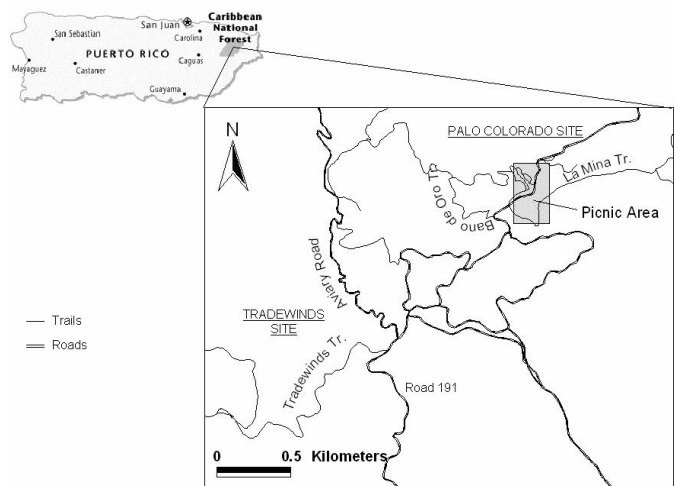 Caribbean
National
Forest
San Juan
Carolina
San Sebastian
PUERTO RICO
Caguas
Mayaguez
Castaner
Guayama
N
PALO COLORADO SITE
La Mina Tr.
Bano de Oro Tr.
Picnic Area
Aviary Road
TRADEWINDS
SITE
Trails
Roads
Tradewinds Tr.
Road 191
0 0.5 Kilometers